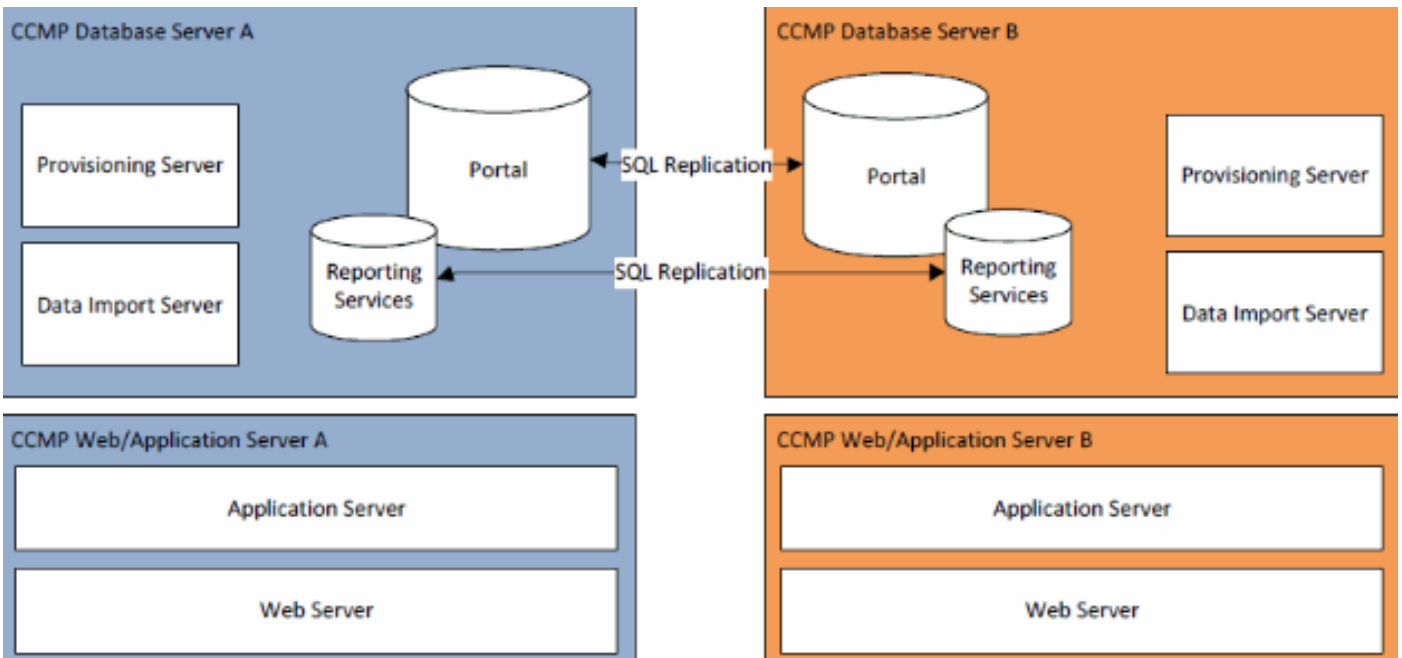 CCMP Database Server A
Provisioning Server
Data Import Server
Portal
Reporting
Services
SQL Replication
SQL Replication
CCMP Database Server B
Portal
Reporting
Services
Provisioning Server
Data Import Server
CCMP Web/Application Server A
Application Server
Web Server
CCMP Web/Application Server B
Application Server
Web Server